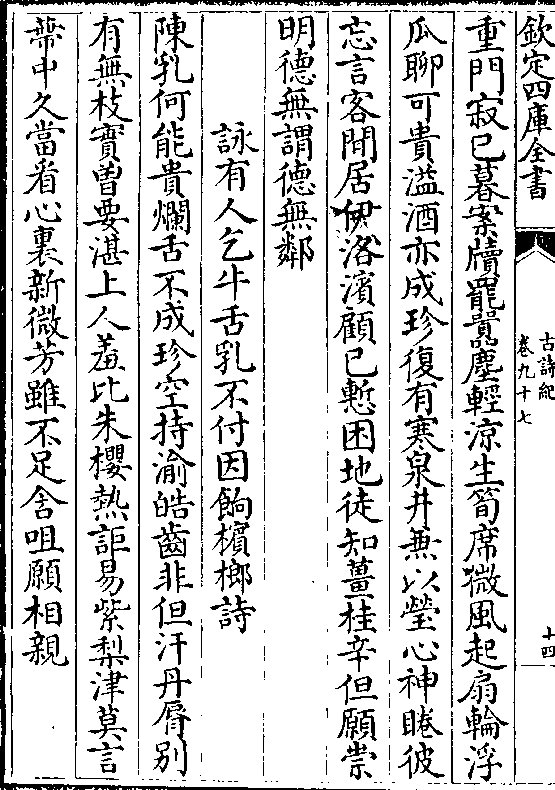 欽定四庫全書
古詩紀
卷九十七
十四
重門寂已暮案牘罷囂塵輕涼生筍席微風起扇輪浮
瓜聊可貴溢酒亦成珍復有寒泉井兼以瑩心神睠彼
忘言客閒居伊洛濱顧已慙困地徒知薑桂辛但願崇
明德無謂德無鄰
詠有人乞牛舌乳不付因餉檳榔詩
陳乳何能貴爛舌不成珍空持渝皓齒非但汙丹脣別
有無枝實曾要湛上人羞比朱櫻熱詎易紫梨津莫言
蔕中久當看心裏新微芳雖不足含咀願相親